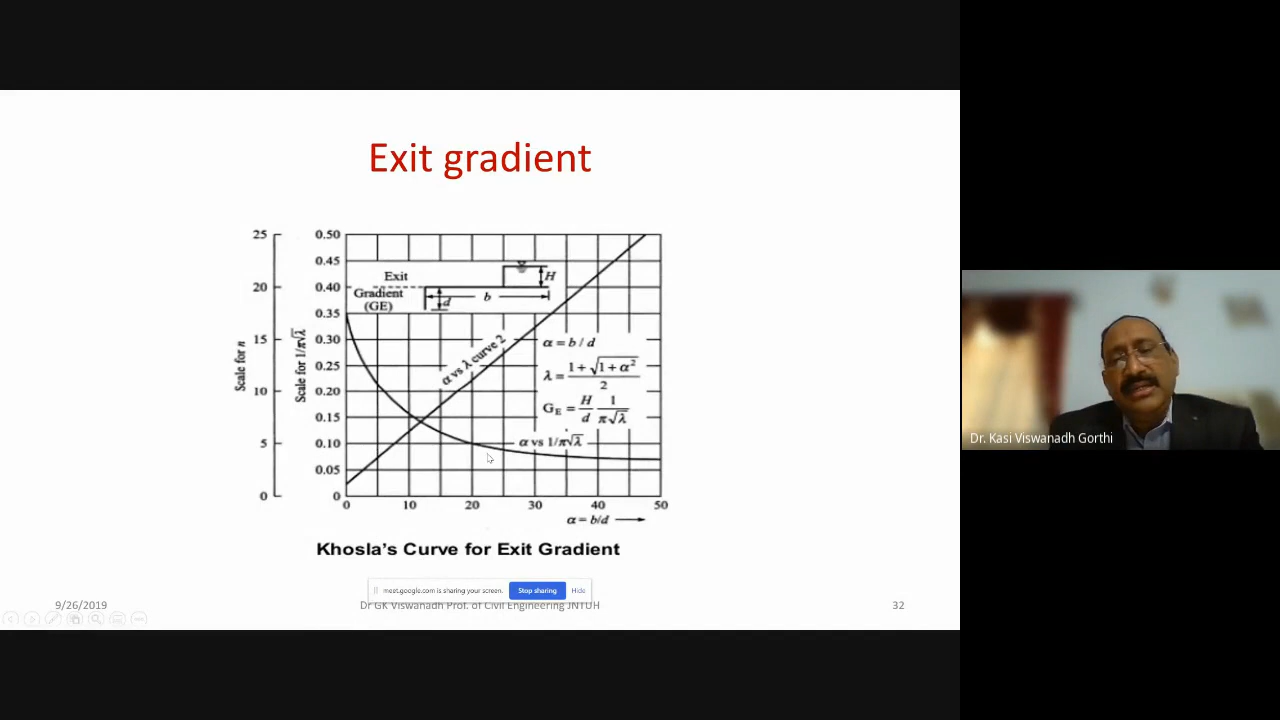 Exit gradient
25
20
15
10
5
0
Scale for n
0.50
0.45
0.40
0.35
0.30
0.25
0.20
0.15
0.10
0.05
0
Scale for 1/π√λ
Exit
Gradient
(GE)
H
d
b
α vs λ curve 2
α = b / d
λ = (1 + √(1 + α²)) / 2
G_E = H/d 1/(π√λ)
α vs 1/π√λ
0 10 20 30 40 50
α = b/d
Khosla's Curve for Exit Gradient
meet.google.com is sharing your screen. Stop sharing Hide
9/26/2019 Dr GK Viswanadh Prof. of Civil Engineering JNTUH 32
Dr. Kasi Viswanadh Gorthi